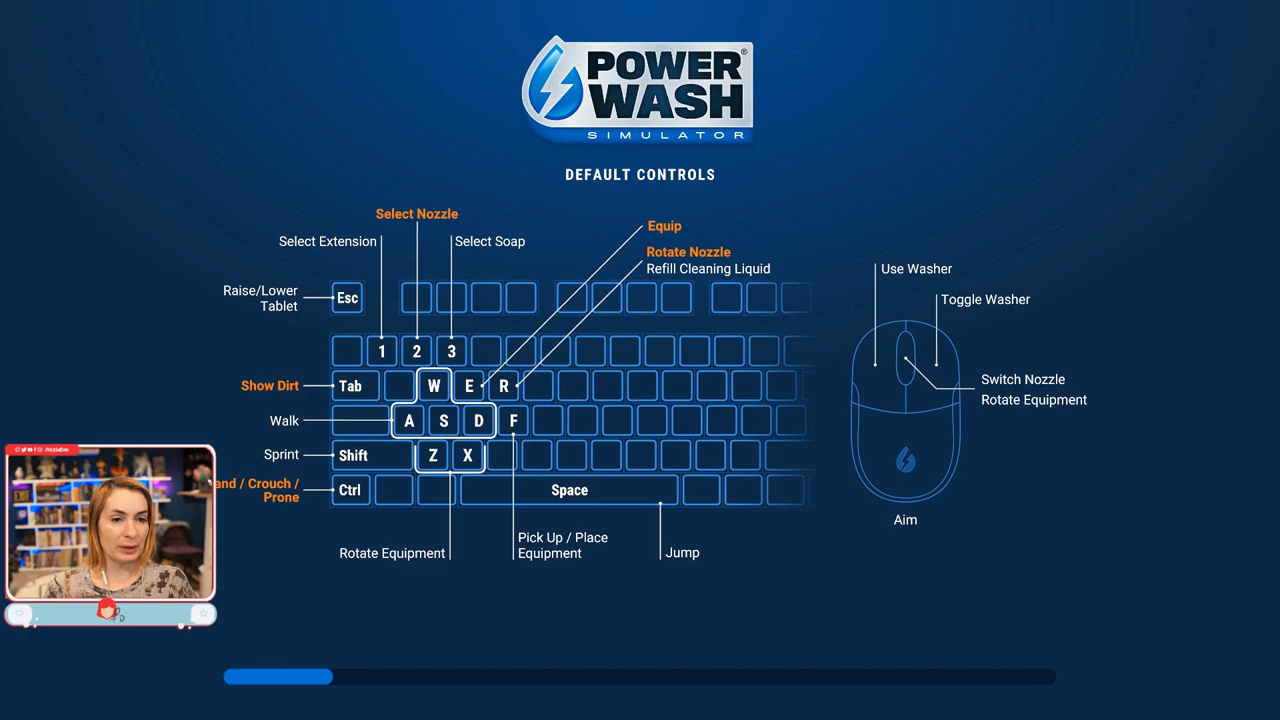 POWER
WASH
SIMULATOR
DEFAULT CONTROLS
Select Nozzle
Select Extension
Select Soap
Equip
Rotate Nozzle
Refill Cleaning Liquid
Raise/Lower
Tablet
Esc
Use Washer
Toggle Washer
1 2 3
Show Dirt
Tab W E R
Switch Nozzle
Rotate Equipment
Walk
A S D F
Sprint
Shift Z X
and / Crouch /
Prone
Ctrl Space
Aim
Rotate Equipment
Pick Up / Place
Equipment
Jump